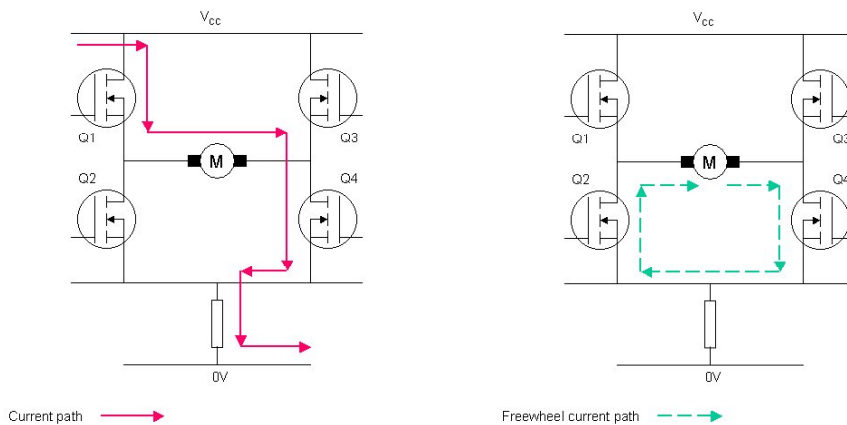 Vcc
Q1
Q3
M
Q2
Q4
0V
Current path
Vcc
Q1
Q3
M
Q2
Q4
0V
Freewheel current path